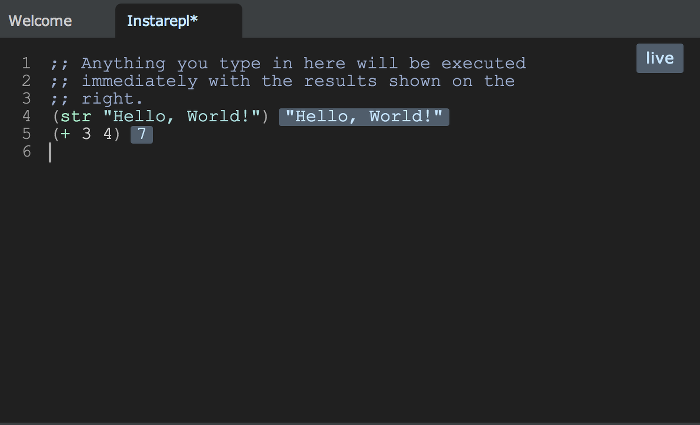 Welcome Instarepl*
live
1 ;; Anything you type in here will be executed
2 ;; immediately with the results shown on the
3 ;; right.
4 (str "Hello, World!") "Hello, World!"
5 (+ 3 4) 7
6